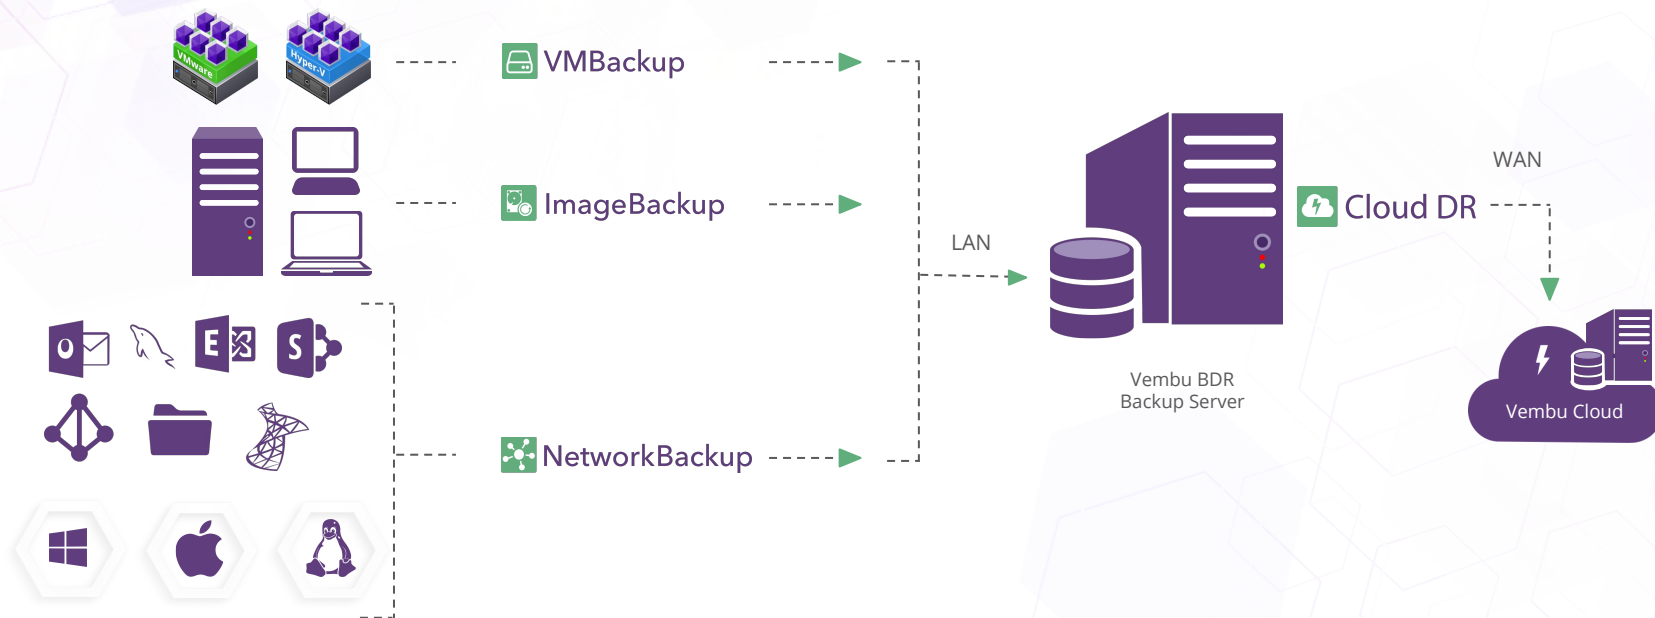 VMware
Hyper-V
VMBackup
ImageBackup
NetworkBackup
LAN
Vembu BDR
Backup Server
Cloud DR
WAN
Vembu Cloud
O
E
S